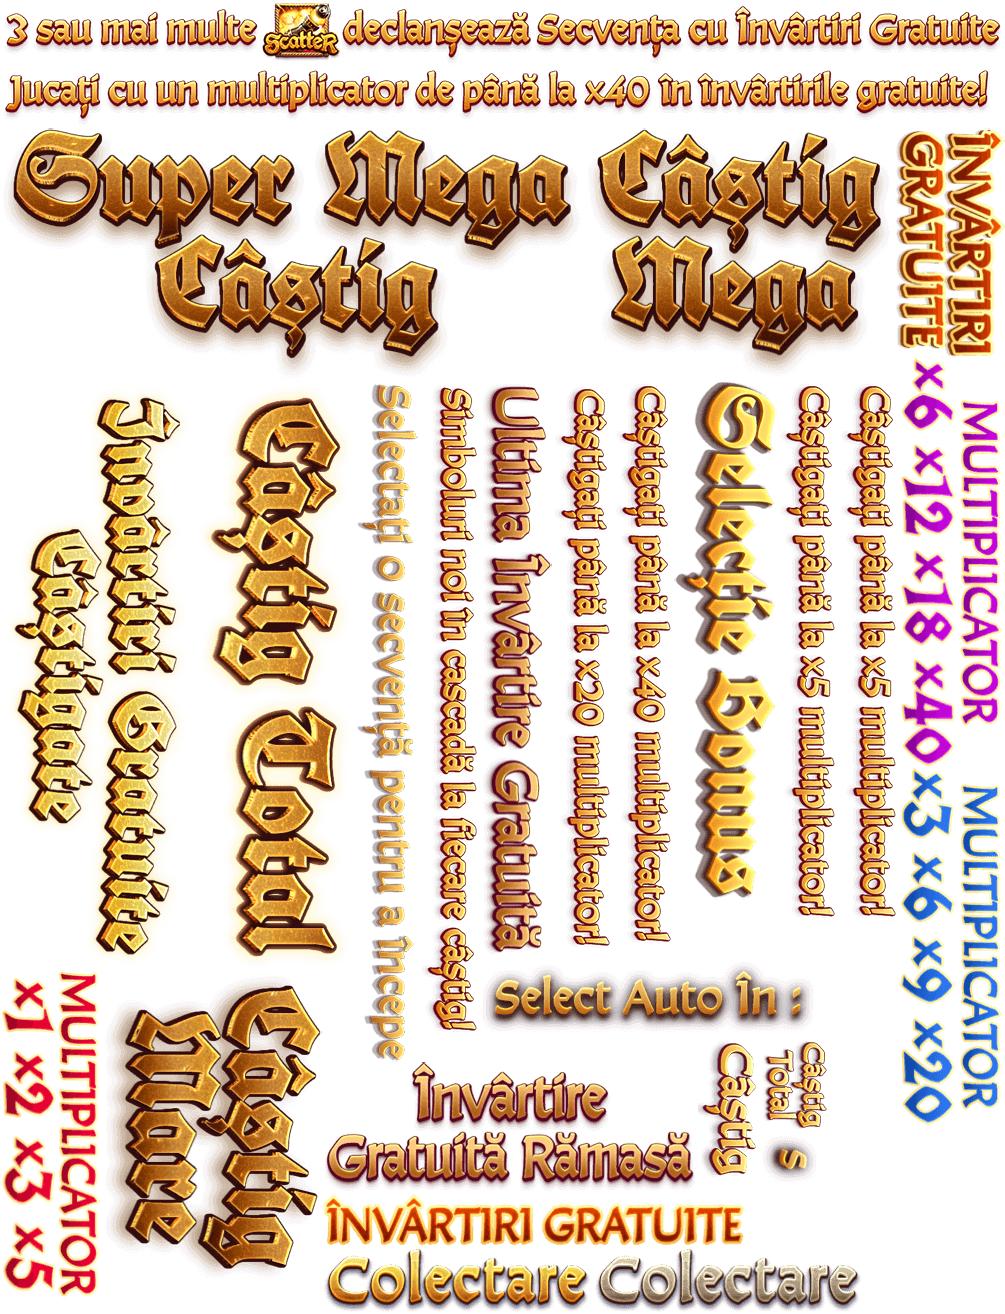 3 sau mai multe SCATTER declanșează Secvența cu Învârtiri Gratuite
Jucați cu un multiplicator de până la x40 în învârtirile gratuite!
Super Mega
Câștig
Câștig
Mega
ÎNVÂRTIRI
GRATUITE
MULTIPLICATOR
x6 x12 x18 x40
MULTIPLICATOR
x3 x6 x9 x20
Câștigați până la x5 multiplicator!
Câștigați până la x5 multiplicator!
Selecție Bonus
Câștigați până la x40 multiplicator!
Câștigați până la x20 multiplicator!
Ultima Învârtire Gratuită
Simboluri noi în cascadă la fiecare câștig!
Selectați o secvență pentru a începe
Câștig Total
Învârtiri Gratuite
Câștigate
Select Auto În :
MULTIPLICATOR
x1 x2 x3 x5
Câștig
Mare
Învârtire
Gratuită Rămasă
Câștig
Câștig
Total
s
ÎNVÂRTIRI GRATUITE
Colectare Colectare